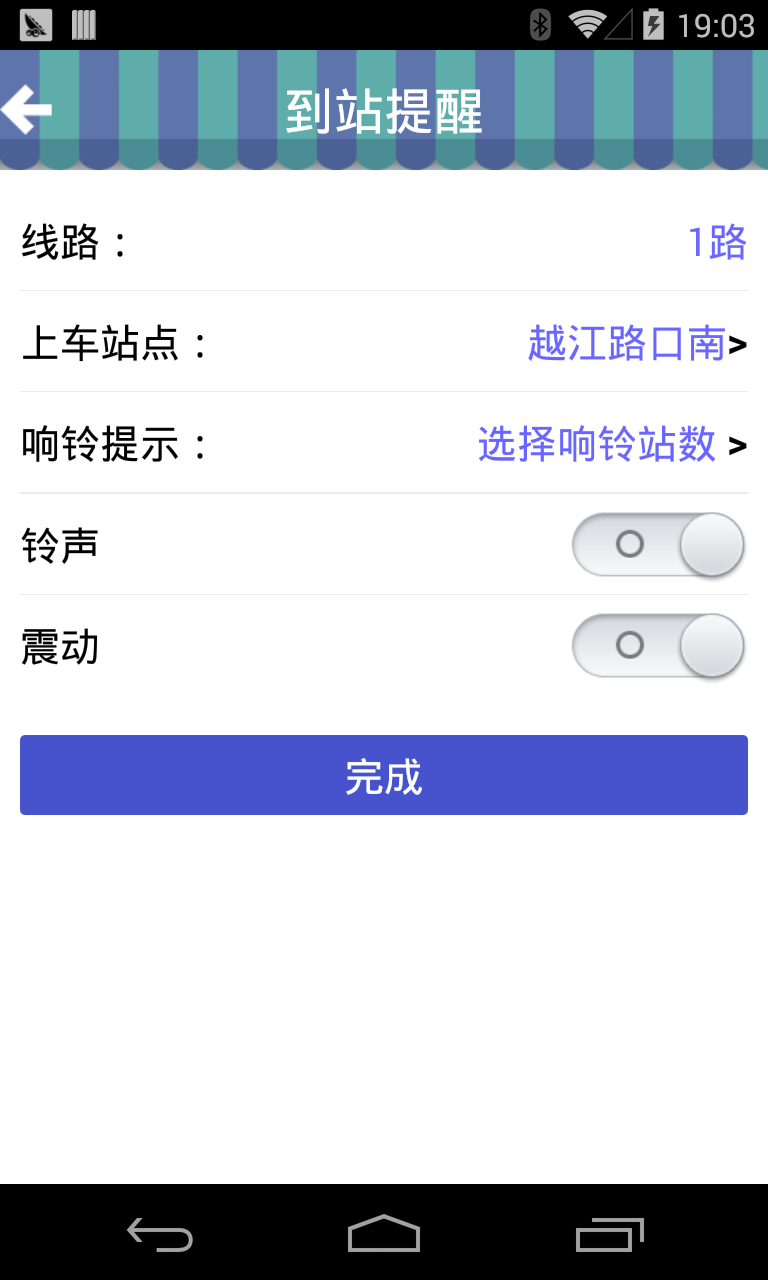 19:03
到站提醒
线路： 1路
上车站点： 越江路口南>
响铃提示： 选择响铃站数 >
铃声
震动
完成